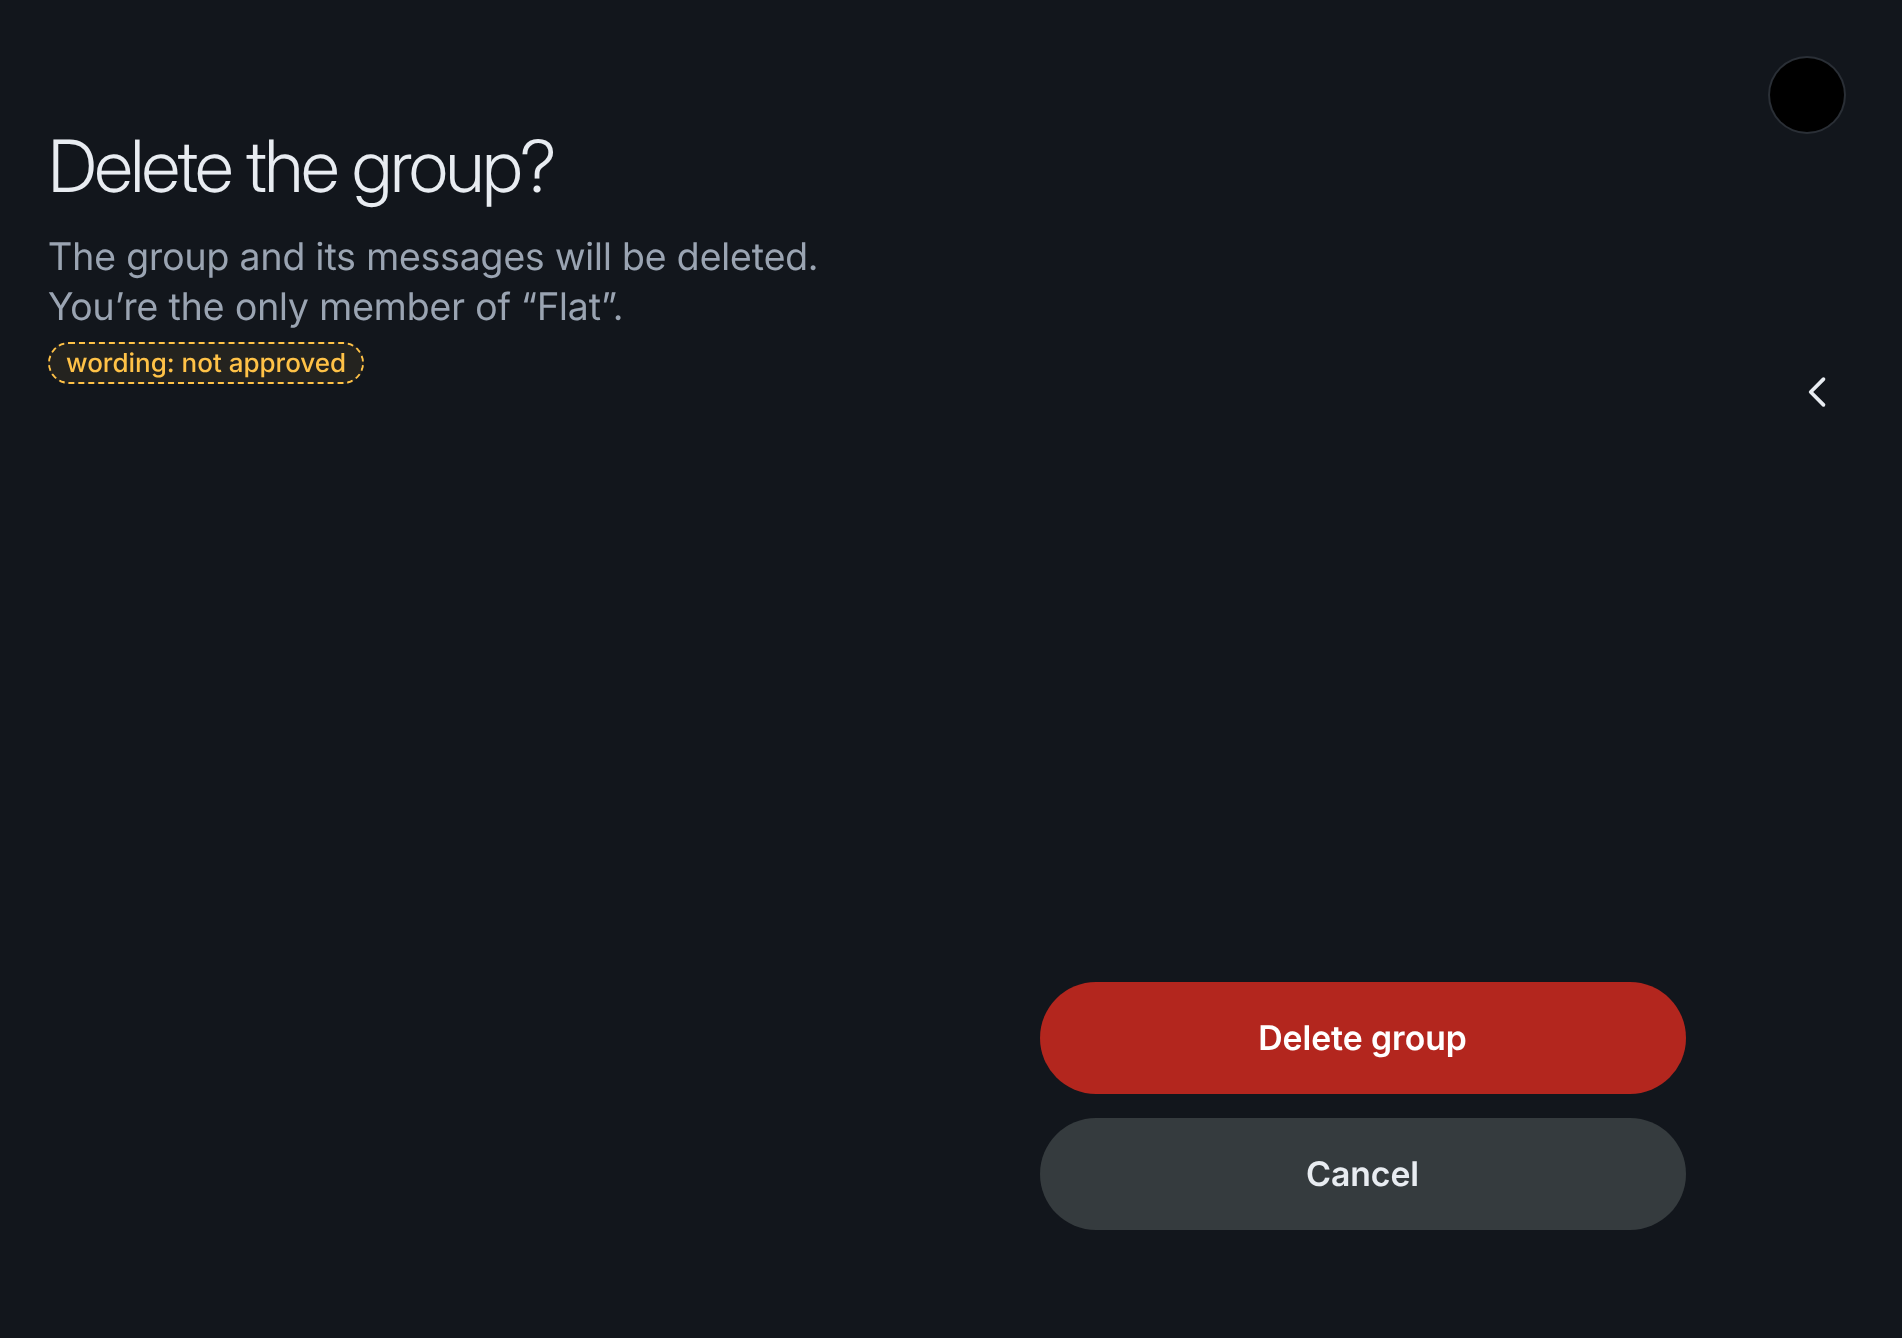 Delete the group?
The group and its messages will be deleted.
You’re the only member of “Flat”.
wording: not approved
Delete group
Cancel